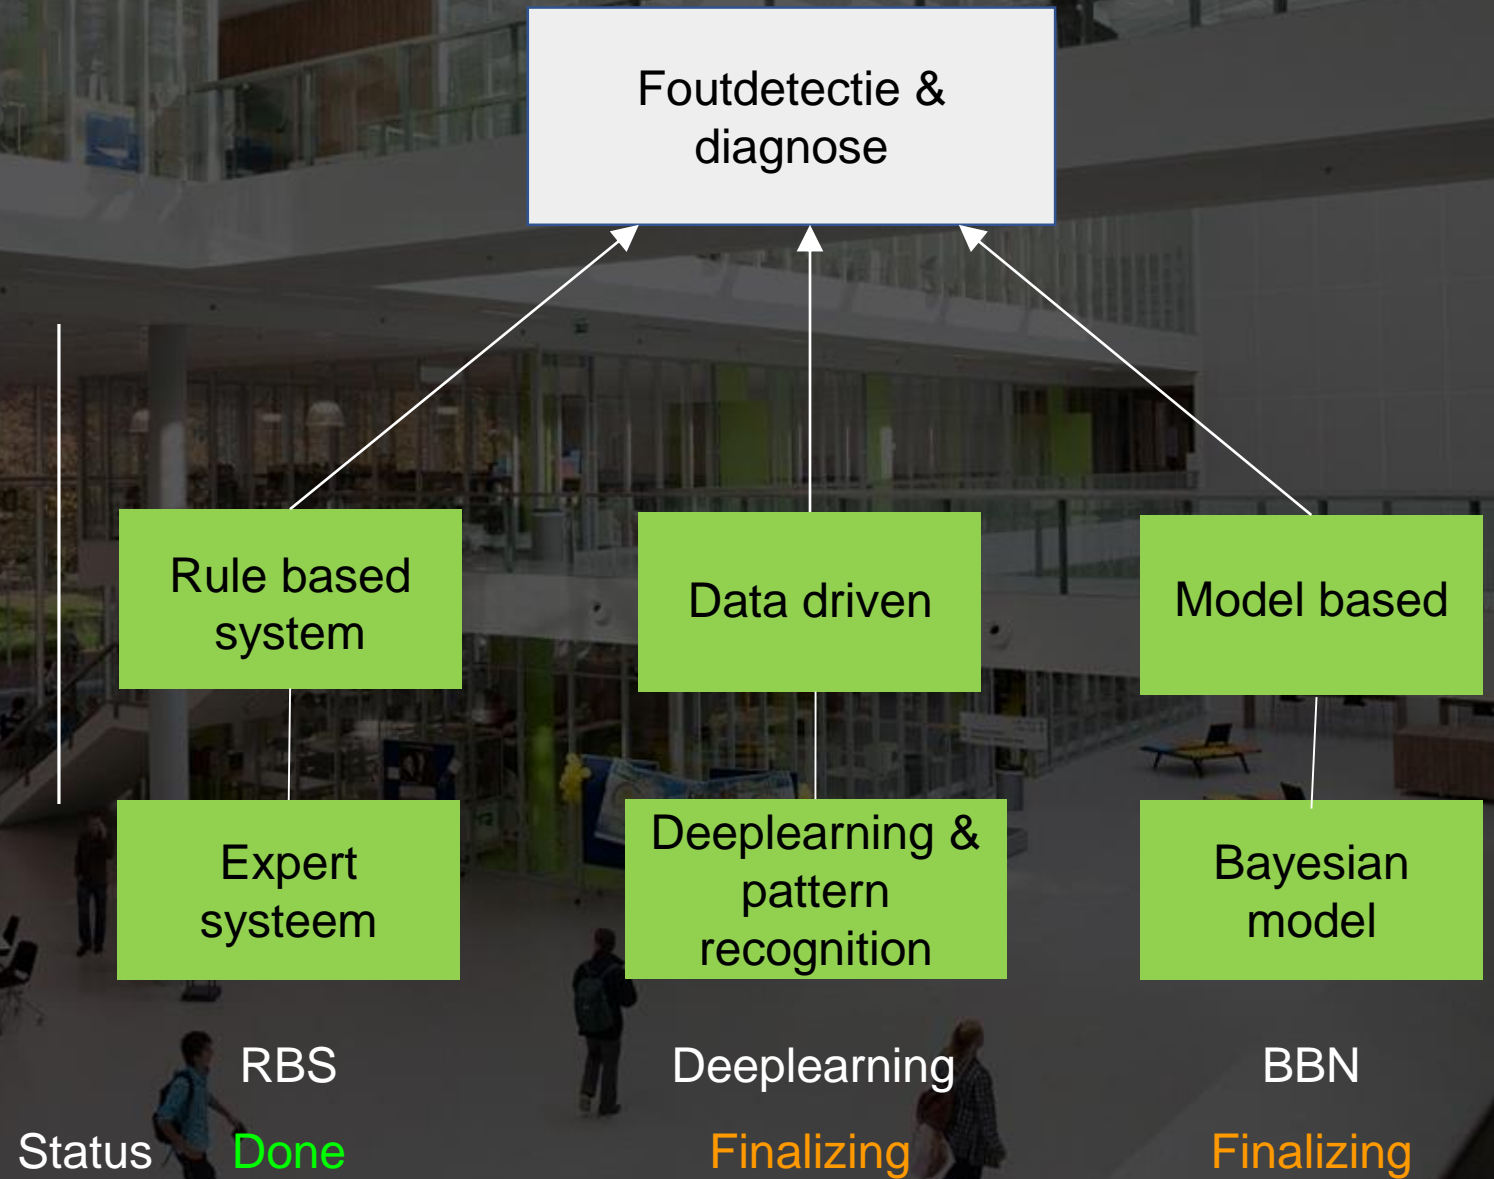 Foutdetectie &
diagnose
Rule based
system
Data driven
Model based
Expert
systeem
Deeplearning &
pattern
recognition
Bayesian
model
RBS
Deeplearning
BBN
Status
Done
Finalizing
Finalizing